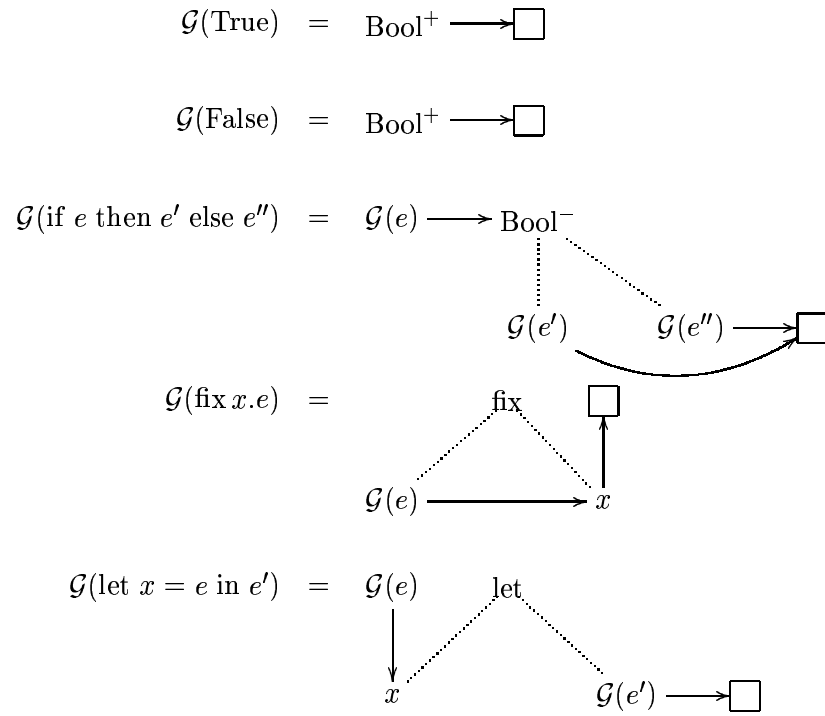 𝒢(True) = Bool⁺
𝒢(False) = Bool⁺
𝒢(if e then e′ else e″) = 𝒢(e) Bool⁻
𝒢(e′) 𝒢(e″)
𝒢(fix x.e) = fix
𝒢(e) x
𝒢(let x = e in e′) = 𝒢(e) let
x 𝒢(e′)